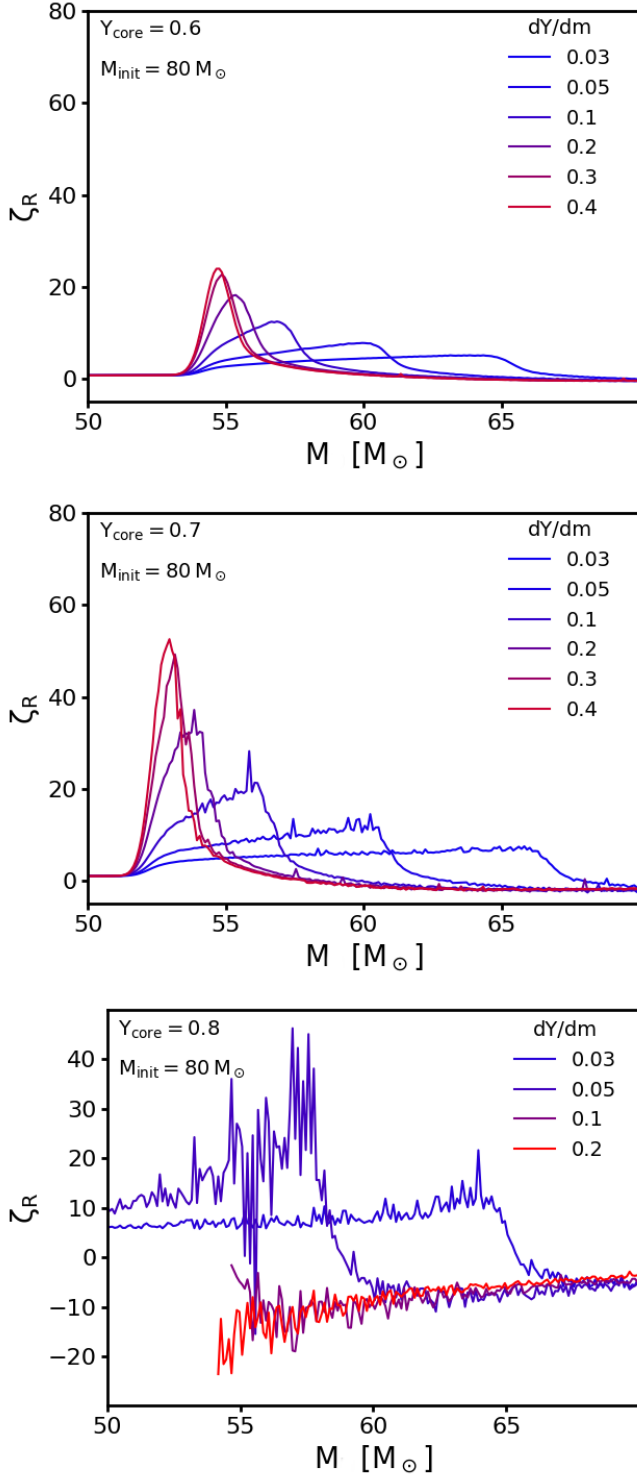 80
Y_core = 0.6
dY/dm
M_init = 80 M_⊙
0.03
60
0.05
0.1
40
0.2
ζ_R
0.3
0.4
20
0
50 55 60 65
M [M_⊙]
80
Y_core = 0.7
dY/dm
M_init = 80 M_⊙
0.03
60
0.05
0.1
40
0.2
ζ_R
0.3
0.4
20
0
50 55 60 65
M [M_⊙]
Y_core = 0.8
dY/dm
40
0.03
M_init = 80 M_⊙
0.05
30
0.1
20
0.2
ζ_R
10
0
−10
−20
50 55 60 65
M [M_⊙]